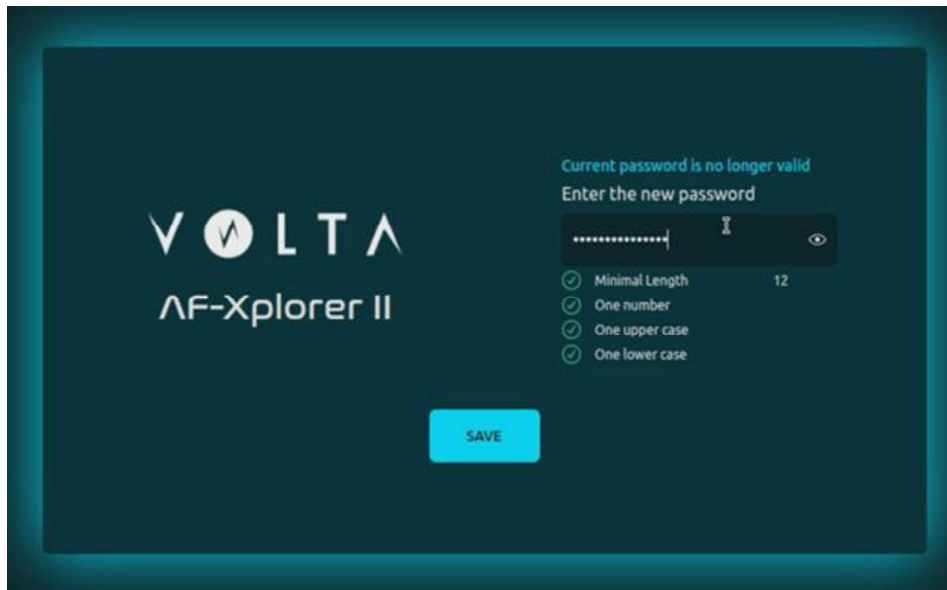 VOLTA
AF-Xplorer II
Current password is no longer valid
Enter the new password
•••••••••••••••
Minimal Length 12
One number
One upper case
One lower case
SAVE